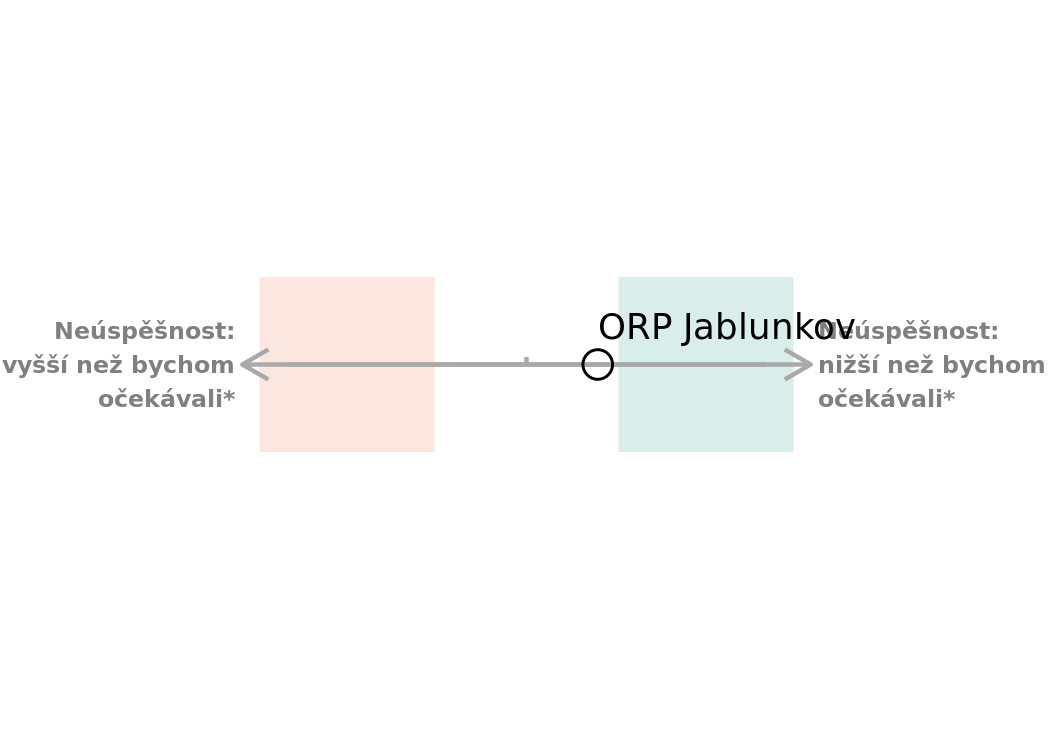 Neúspěšnost:
vyšší než bychom
očekávali*
ORP Jablunkov
Neúspěšnost:
nižší než bychom
očekávali*